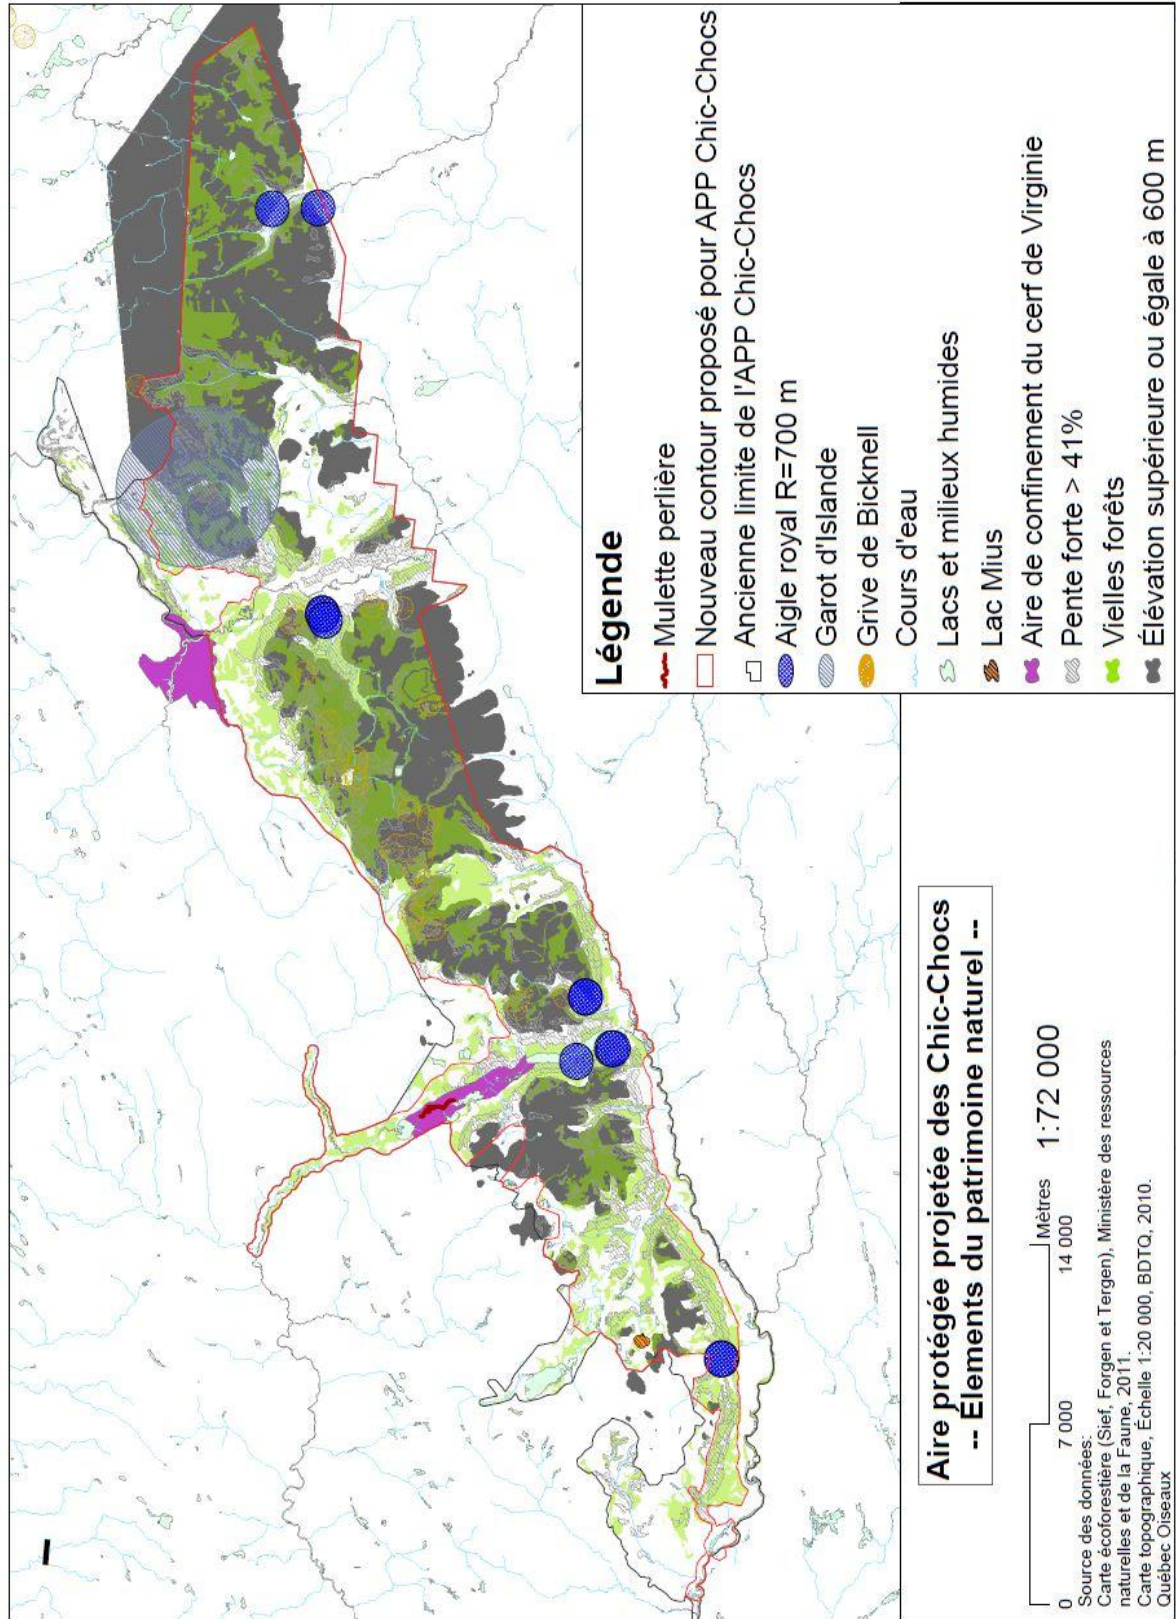 Légende
Mulette perlière
Nouveau contour proposé pour APP Chic-Chocs
Ancienne limite de l'APP Chic-Chocs
Aigle royal R=700 m
Garot d'Islande
Grive de Bicknell
Cours d'eau
Lacs et milieux humides
Lac Mius
Aire de confinement du cerf de Virginie
Pente forte > 41%
Vielles forêts
Élévation supérieure ou égale à 600 m
Aire protégée projetée des Chic-Chocs
-- Élements du patrimoine naturel --
0 7 000 14 000 Mètres 1:72 000
Source des données:
Carte écoforestière (Sief, Forgen et Tergen), Ministère des ressources
naturelles et de la Faune, 2011.
Carte topographique, Échelle 1:20 000, BDTQ, 2010.
Québec Oiseaux